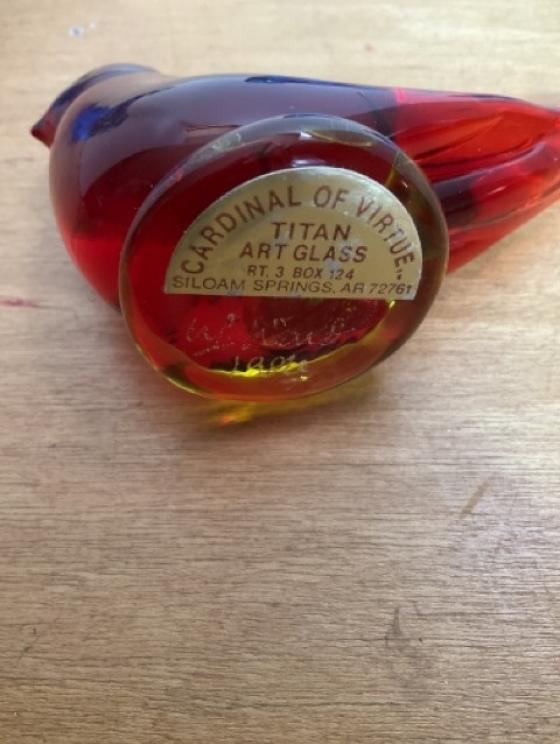 CARDINAL OF VIRTUE"
TITAN
ART GLASS
RT. 3 BOX 124
SILOAM SPRINGS, AR 72761